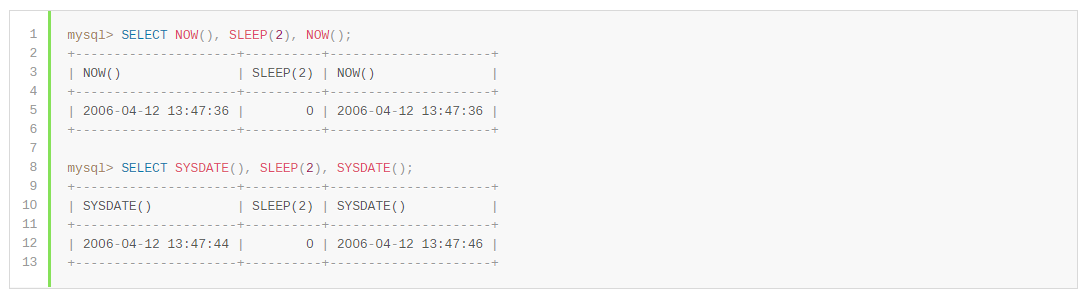 1 mysql> SELECT NOW(), SLEEP(2), NOW();
2 +---------------------+----------+---------------------+
3 | NOW()               | SLEEP(2) | NOW()               |
4 +---------------------+----------+---------------------+
5 | 2006-04-12 13:47:36 |        0 | 2006-04-12 13:47:36 |
6 +---------------------+----------+---------------------+
7
8 mysql> SELECT SYSDATE(), SLEEP(2), SYSDATE();
9 +---------------------+----------+---------------------+
10 | SYSDATE()           | SLEEP(2) | SYSDATE()           |
11 +---------------------+----------+---------------------+
12 | 2006-04-12 13:47:44 |        0 | 2006-04-12 13:47:46 |
13 +---------------------+----------+---------------------+